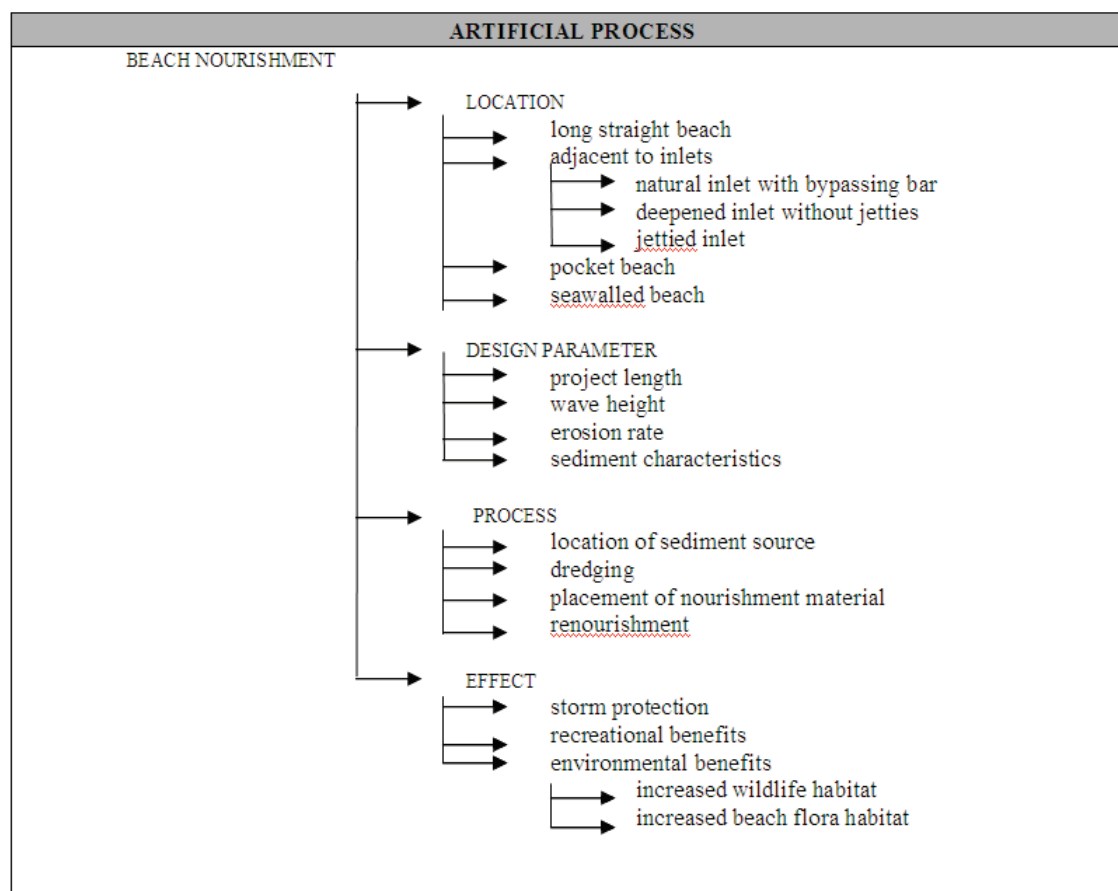 ARTIFICIAL PROCESS
BEACH NOURISHMENT
LOCATION
long straight beach
adjacent to inlets
natural inlet with bypassing bar
deepened inlet without jetties
jettied inlet
pocket beach
seawalled beach
DESIGN PARAMETER
project length
wave height
erosion rate
sediment characteristics
PROCESS
location of sediment source
dredging
placement of nourishment material
renourishment
EFFECT
storm protection
recreational benefits
environmental benefits
increased wildlife habitat
increased beach flora habitat